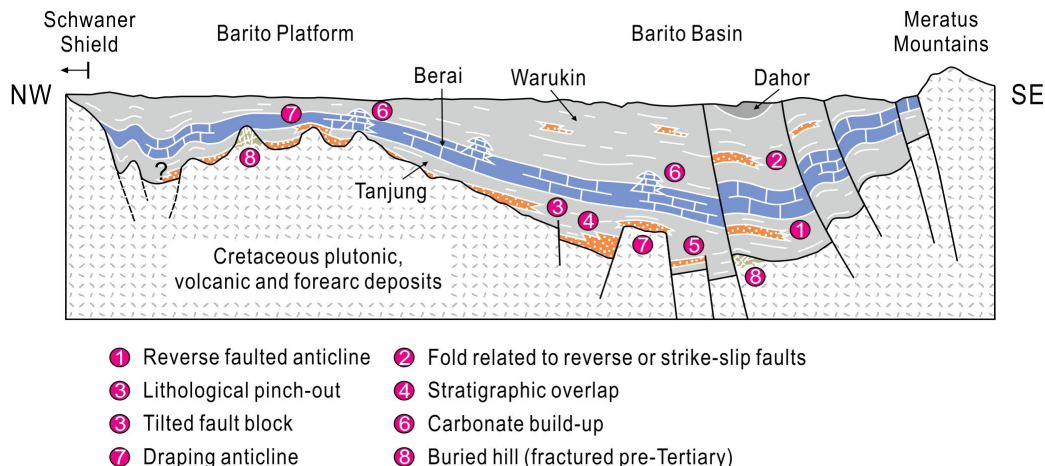 Schwaner
Shield
Barito Platform
Barito Basin
Meratus
Mountains
NW
SE
Berai
Warukin
Dahor
7
6
8
?
Tanjung
6
2
3
4
7
5
1
8
Cretaceous plutonic,
volcanic and forearc deposits
1 Reverse faulted anticline
2 Fold related to reverse or strike-slip faults
3 Lithological pinch-out
4 Stratigraphic overlap
3 Tilted fault block
6 Carbonate build-up
7 Draping anticline
8 Buried hill (fractured pre-Tertiary)